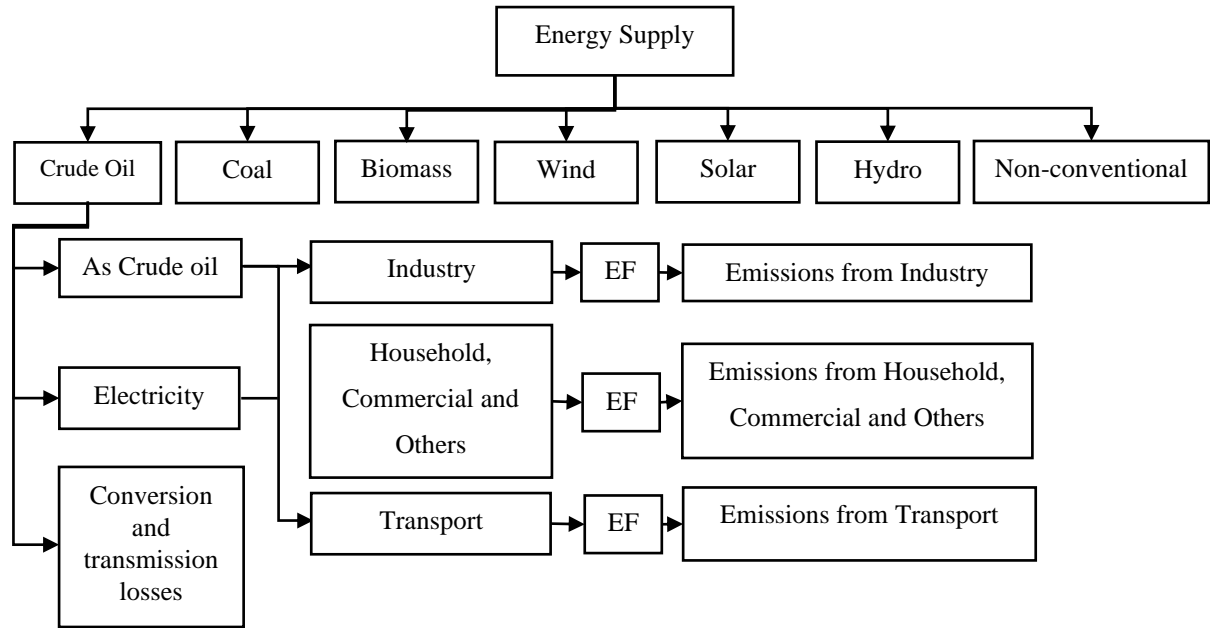 Energy Supply
Crude Oil
Coal
Biomass
Wind
Solar
Hydro
Non-conventional
As Crude oil
Industry
EF
Emissions from Industry
Electricity
Household,
Commercial and
Others
EF
Emissions from Household,
Commercial and Others
Conversion
and
transmission
losses
Transport
EF
Emissions from Transport